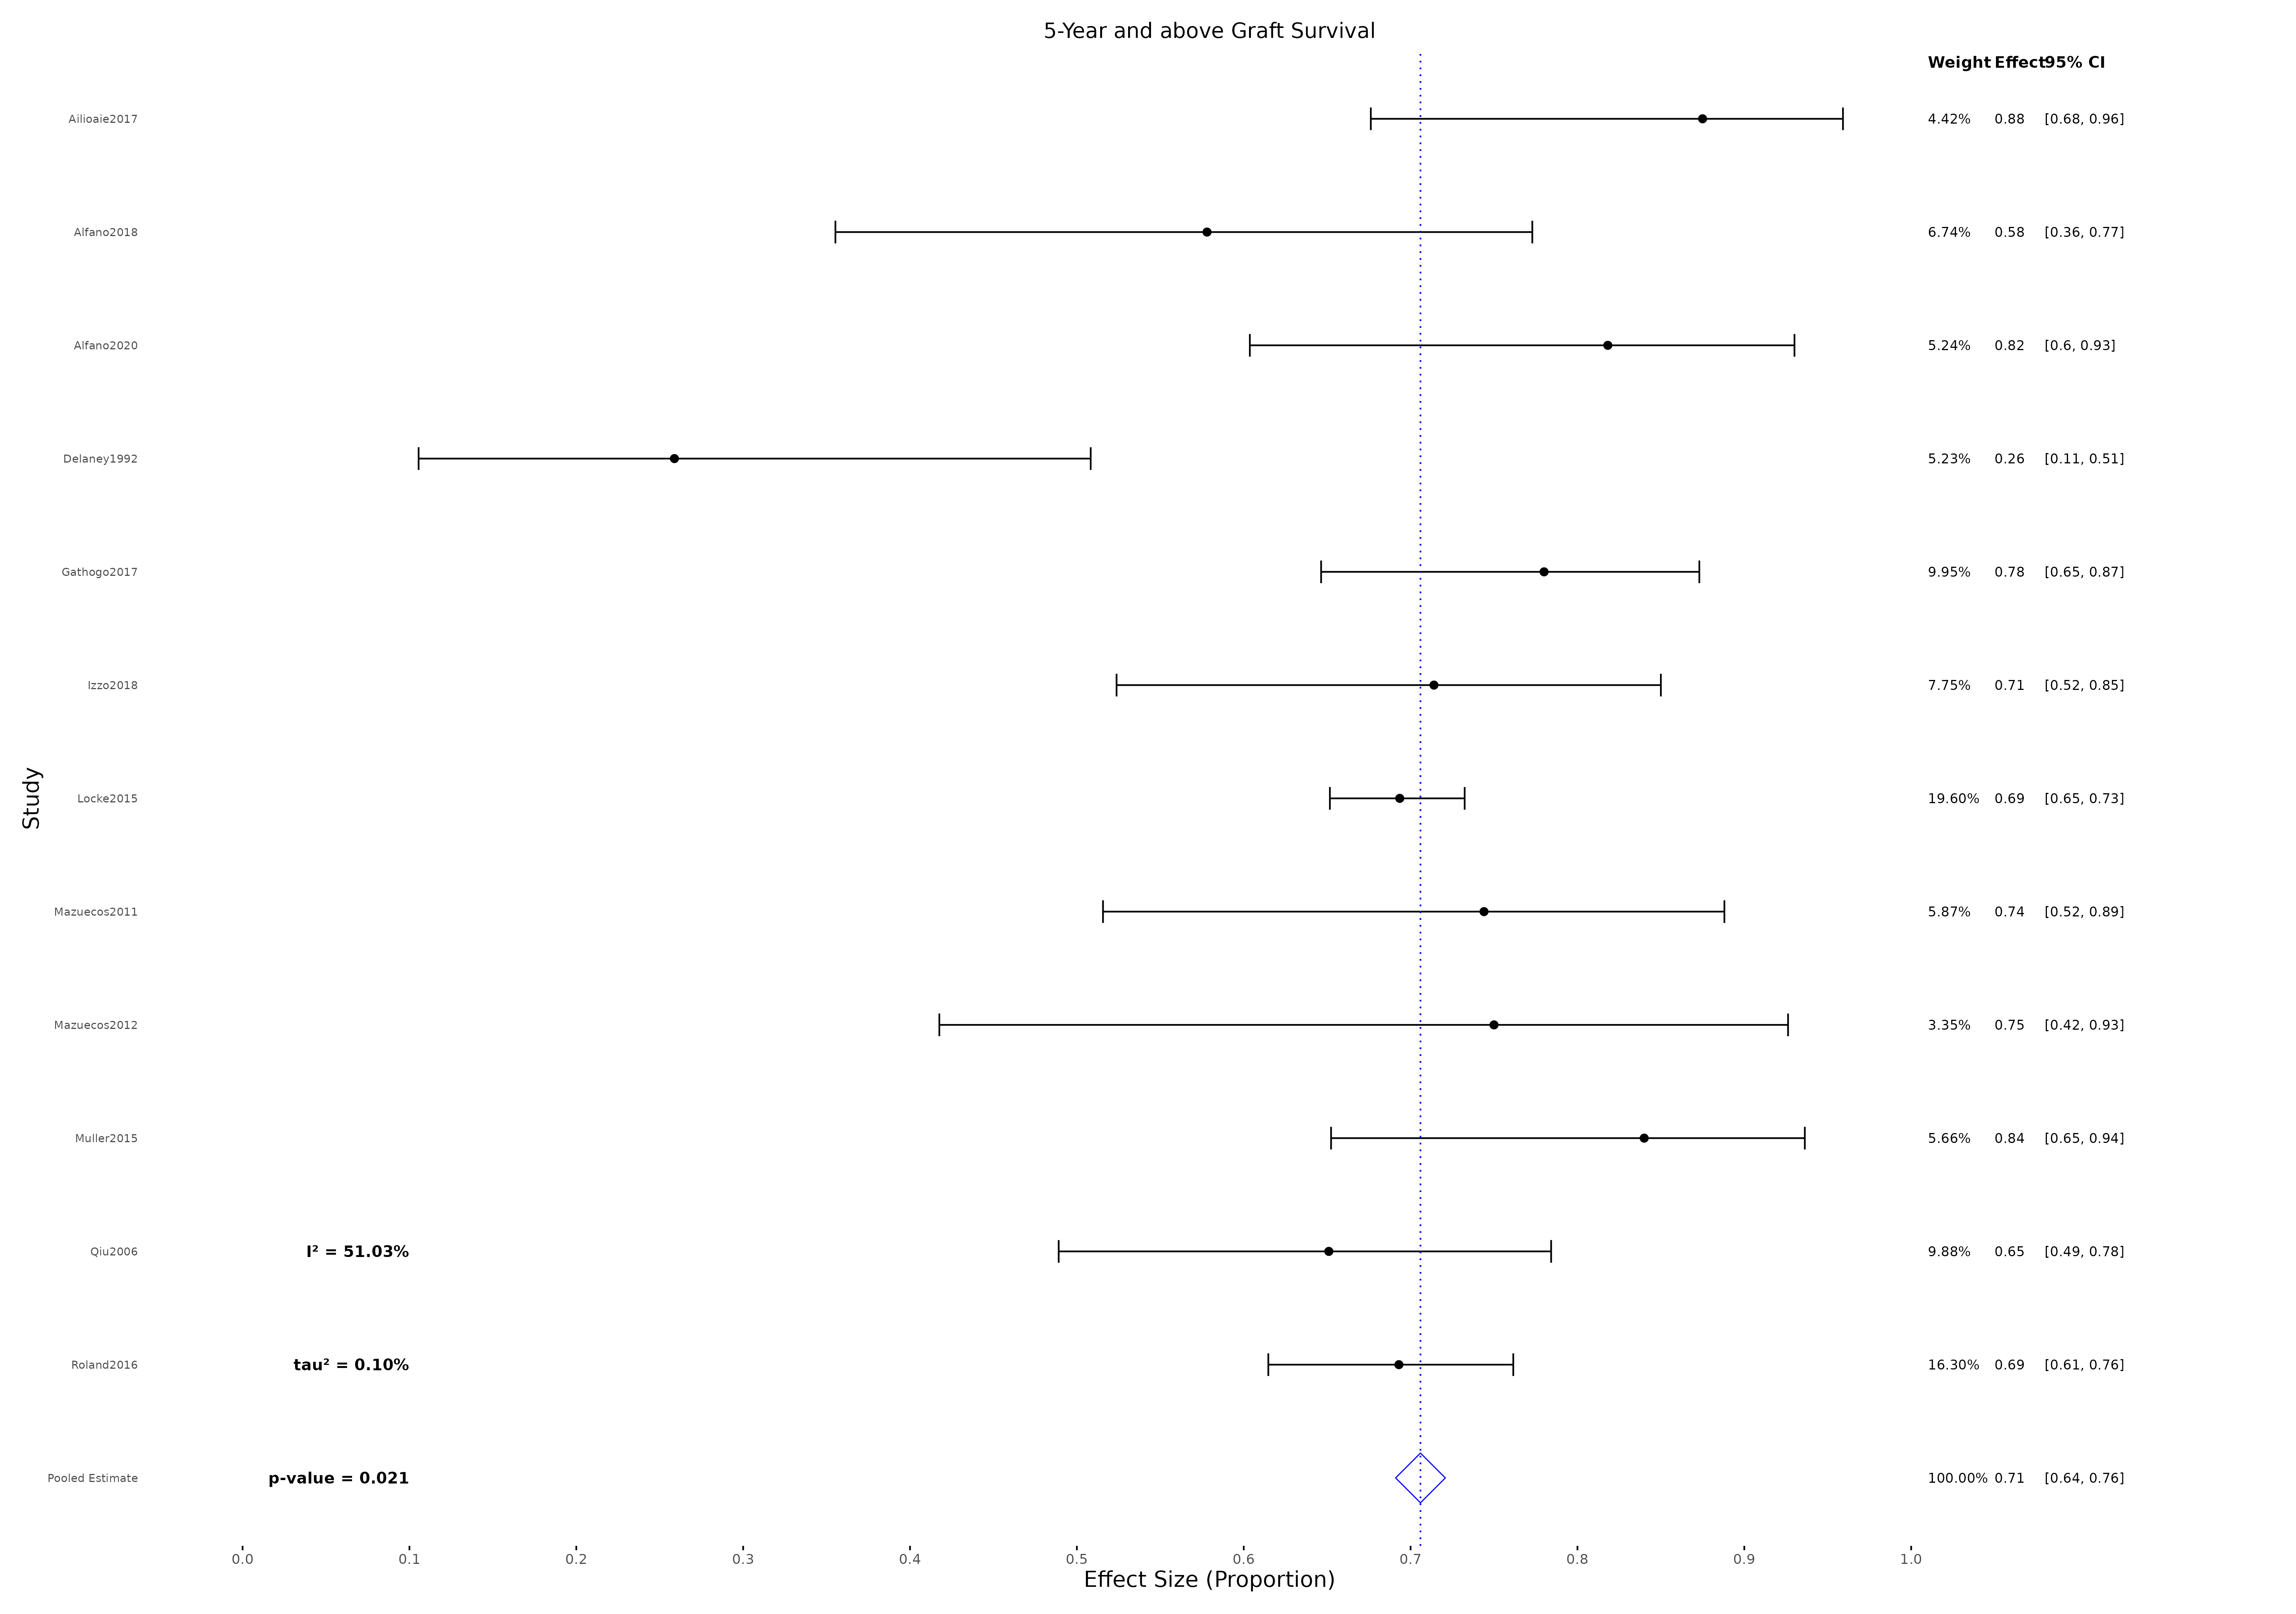 5-Year and above Graft Survival
Weight Effect 95% CI
Ailioaie2017 4.42% 0.88 [0.68, 0.96]
Alfano2018 6.74% 0.58 [0.36, 0.77]
Alfano2020 5.24% 0.82 [0.6, 0.93]
Delaney1992 5.23% 0.26 [0.11, 0.51]
Gathogo2017 9.95% 0.78 [0.65, 0.87]
Izzo2018 7.75% 0.71 [0.52, 0.85]
Locke2015 19.60% 0.69 [0.65, 0.73]
Mazuecos2011 5.87% 0.74 [0.52, 0.89]
Mazuecos2012 3.35% 0.75 [0.42, 0.93]
Muller2015 5.66% 0.84 [0.65, 0.94]
Qiu2006 I² = 51.03% 9.88% 0.65 [0.49, 0.78]
Roland2016 tau² = 0.10% 16.30% 0.69 [0.61, 0.76]
Pooled Estimate p-value = 0.021 100.00% 0.71 [0.64, 0.76]
Study
0.0 0.1 0.2 0.3 0.4 0.5 0.6 0.7 0.8 0.9 1.0
Effect Size (Proportion)